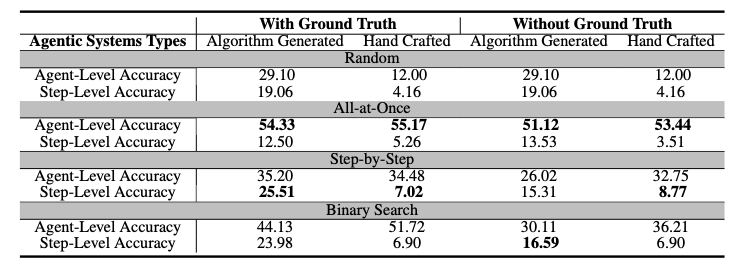 With Ground Truth Without Ground Truth
Agentic Systems Types Algorithm Generated Hand Crafted Algorithm Generated Hand Crafted
Random
Agent-Level Accuracy 29.10 12.00 29.10 12.00
Step-Level Accuracy 19.06 4.16 19.06 4.16
All-at-Once
Agent-Level Accuracy 54.33 55.17 51.12 53.44
Step-Level Accuracy 12.50 5.26 13.53 3.51
Step-by-Step
Agent-Level Accuracy 35.20 34.48 26.02 32.75
Step-Level Accuracy 25.51 7.02 15.31 8.77
Binary Search
Agent-Level Accuracy 44.13 51.72 30.11 36.21
Step-Level Accuracy 23.98 6.90 16.59 6.90